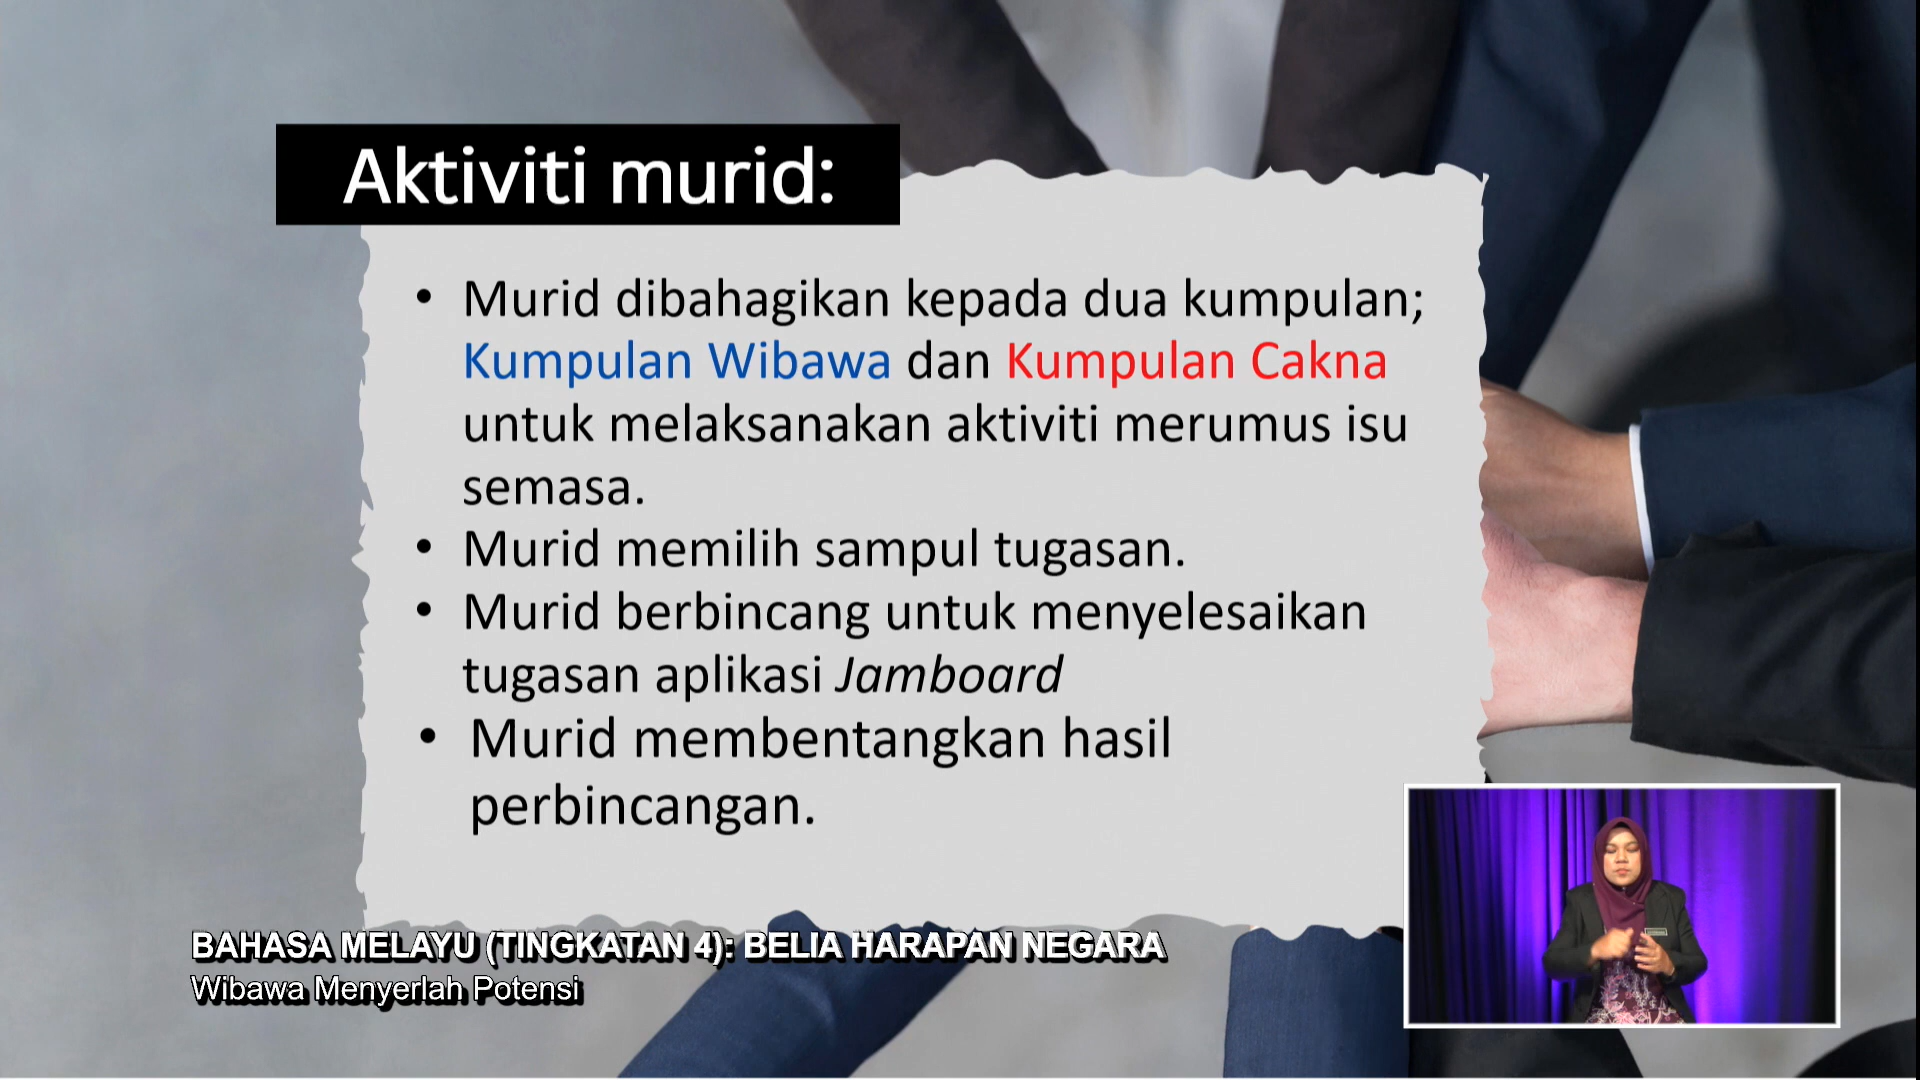 Aktiviti murid:
• Murid dibahagikan kepada dua kumpulan;
Kumpulan Wibawa dan Kumpulan Cakna
untuk melaksanakan aktiviti merumus isu
semasa.
• Murid memilih sampul tugasan.
• Murid berbincang untuk menyelesaikan
tugasan aplikasi Jamboard
• Murid membentangkan hasil
perbincangan.
BAHASA MELAYU (TINGKATAN 4): BELIA HARAPAN NEGARA
Wibawa Menyerlah Potensi